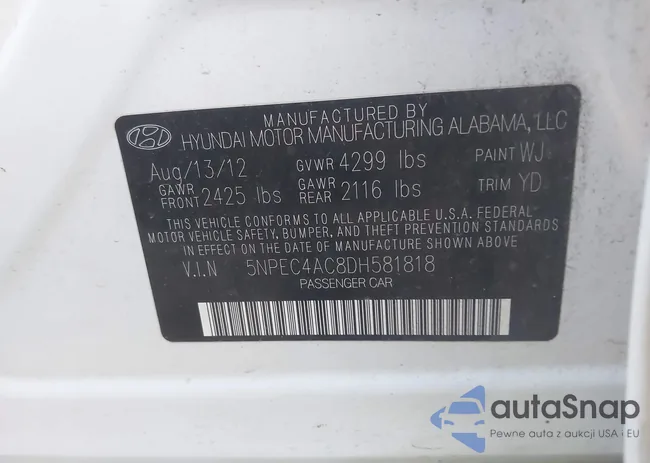 MANUFACTURED BY
HYUNDAI MOTOR MANUFACTURING ALABAMA, LLC
Aug/13/12 GVWR 4299 lbs PAINT WJ
GAWR FRONT 2425 lbs GAWR REAR 2116 lbs TRIM YD
THIS VEHICLE CONFORMS TO ALL APPLICABLE U.S.A. FEDERAL
MOTOR VEHICLE SAFETY, BUMPER, AND THEFT PREVENTION STANDARDS
IN EFFECT ON THE DATE OF MANUFACTURE SHOWN ABOVE
V.I.N 5NPEC4AC8DH581818
PASSENGER CAR
autaSnap
Pewne auta z aukcji USA i EU